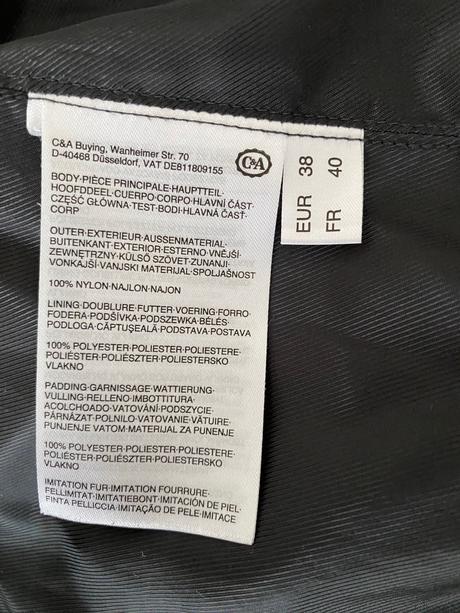 C&A Buying, Wanheimer Str. 70
D-40468 Düsseldorf, VAT DE811809155
C&A
BODY·PIÈCE PRINCIPALE·HAUPTTEIL·
HOOFDDEEL·CUERPO·CORPO·HLAVNÍ ČÁST·
CZĘŚĆ GŁÓWNA·TEST·BODI·HLAVNÁ ČASŤ·
CORP
OUTER·EXTERIEUR·AUSSENMATERIAL·
BUITENKANT·EXTERIOR·ESTERNO·VNĚJŠÍ·
ZEWNĘTRZNY·KÜLSŐ SZÖVET·ZUNANJI·
VONKAJŠÍ·VANJSKI MATERIJAL·SPOLJAŠNOST
100% NYLON·NAJLON·NAJON
LINING·DOUBLURE·FUTTER·VOERING·FORRO·
FODERA·PODŠÍVKA·PODSZEWKA·BÉLÉS·
PODLOGA·CĂPTUŞEALĂ·PODSTAVA·POSTAVA
100% POLYESTER·POLIESTER·POLIESTERE·
POLIÉSTER·POLIÉSZTER·POLIESTERSKO
VLAKNO
PADDING·GARNISSAGE·WATTIERUNG·
VULLING·RELLENO·IMBOTTITURA·
ACOLCHOADO·VATOVÁNÍ·PODSZYCIE·
PÁRNÁZAT·POLNILO·VATOVANIE·VĂTUIRE·
PUNJENJE VATOM·MATERIJAL ZA PUNENJE
100% POLYESTER·POLIESTER·POLIESTERE·
POLIÉSTER·POLIÉSZTER·POLIESTERSKO
VLAKNO
IMITATION FUR·IMITATION FOURRURE·
FELLIMITAT·IMITATIEBONT·IMITACIÓN DE PIEL·
FINTA PELLICCIA·IMITAÇÃO DE PELE·IMITACE
EUR 38
FR 40